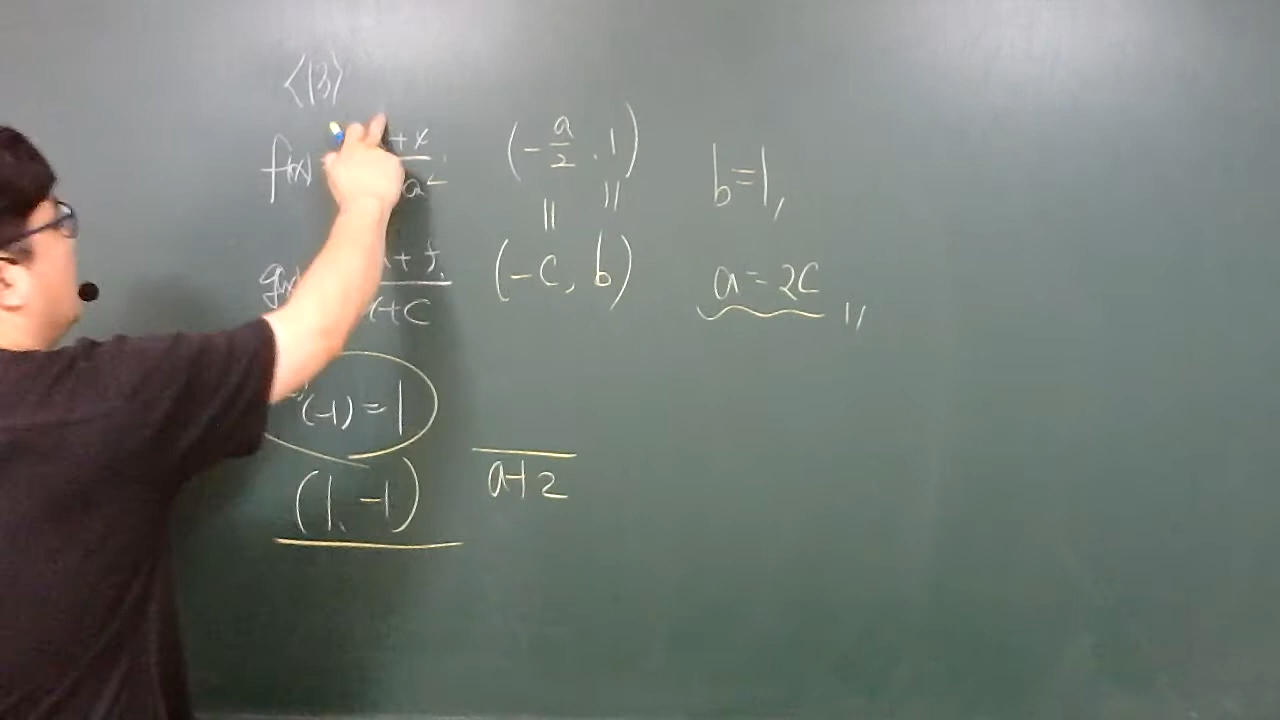 <13>
f(x) +x (-a/2, 1) b=1,
a
g(x) + (-c, b) a=2c
x+c
(-1)=1
(1, -1) a+2